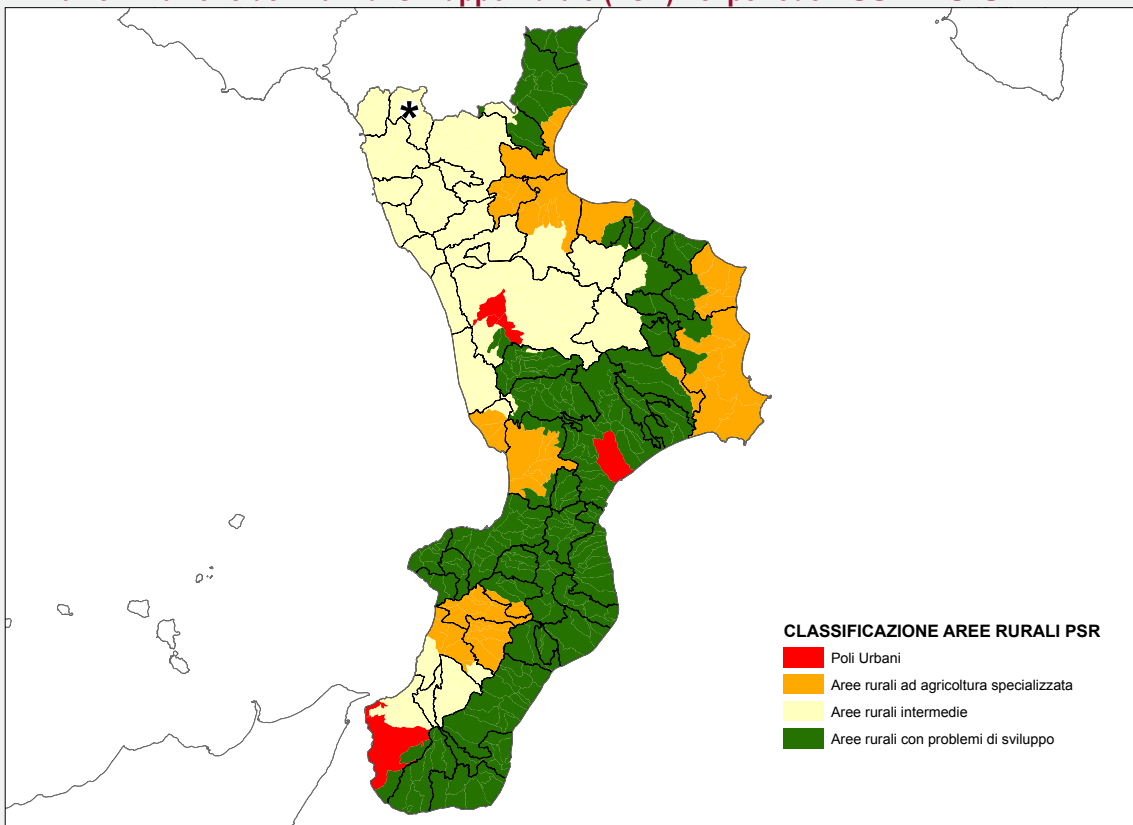 *
CLASSIFICAZIONE AREE RURALI PSR
Poli Urbani
Aree rurali ad agricoltura specializzata
Aree rurali intermedie
Aree rurali con problemi di sviluppo